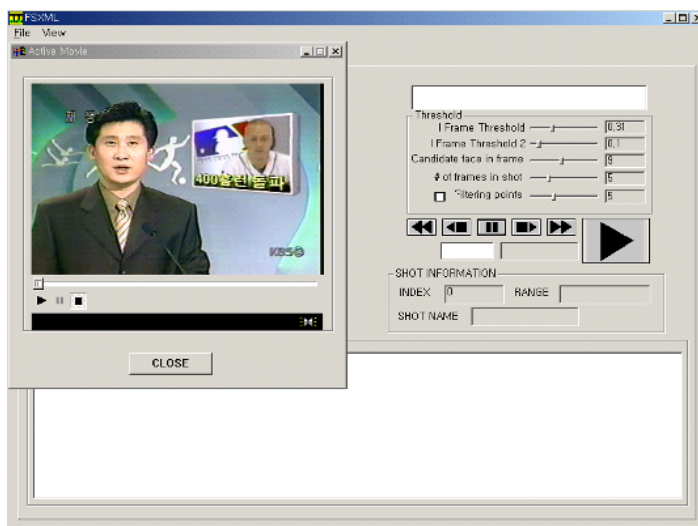 FSXML
File View
Active Movie
400홈런 돌파
KBS
CLOSE
Threshold
I Frame Threshold 0,31
I Frame Threshold 2 0,1
Candidate face in frame 9
# of frames in shot 5
Filtering points 5
SHOT INFORMATION
INDEX 0 RANGE
SHOT NAME